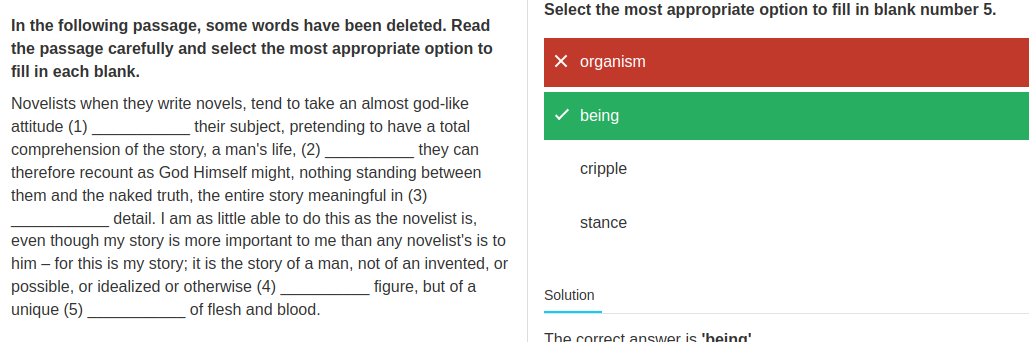 In the following passage, some words have been deleted. Read
the passage carefully and select the most appropriate option to
fill in each blank.
Novelists when they write novels, tend to take an almost god-like
attitude (1) ___________ their subject, pretending to have a total
comprehension of the story, a man's life, (2) __________ they can
therefore recount as God Himself might, nothing standing between
them and the naked truth, the entire story meaningful in (3)
___________ detail. I am as little able to do this as the novelist is,
even though my story is more important to me than any novelist's is to
him – for this is my story; it is the story of a man, not of an invented, or
possible, or idealized or otherwise (4) __________ figure, but of a
unique (5) ___________ of flesh and blood.
Select the most appropriate option to fill in blank number 5.
organism
being
cripple
stance
Solution
The correct answer is 'being'